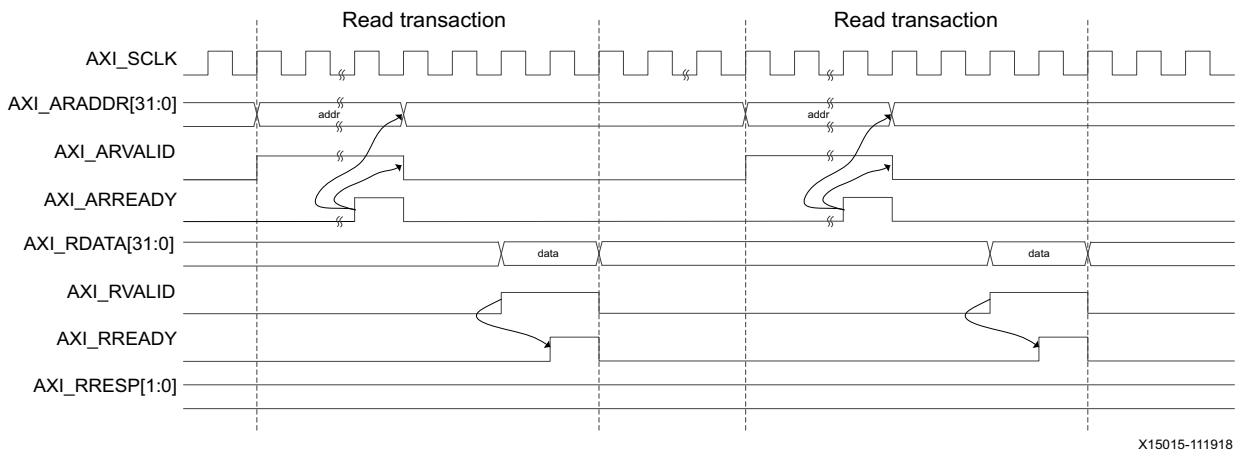 Read transaction Read transaction
AXI_SCLK
AXI_ARADDR[31:0]
addr addr
AXI_ARVALID
AXI_ARREADY
AXI_RDATA[31:0]
data data
AXI_RVALID
AXI_RREADY
AXI_RRESP[1:0]
X15015-111918